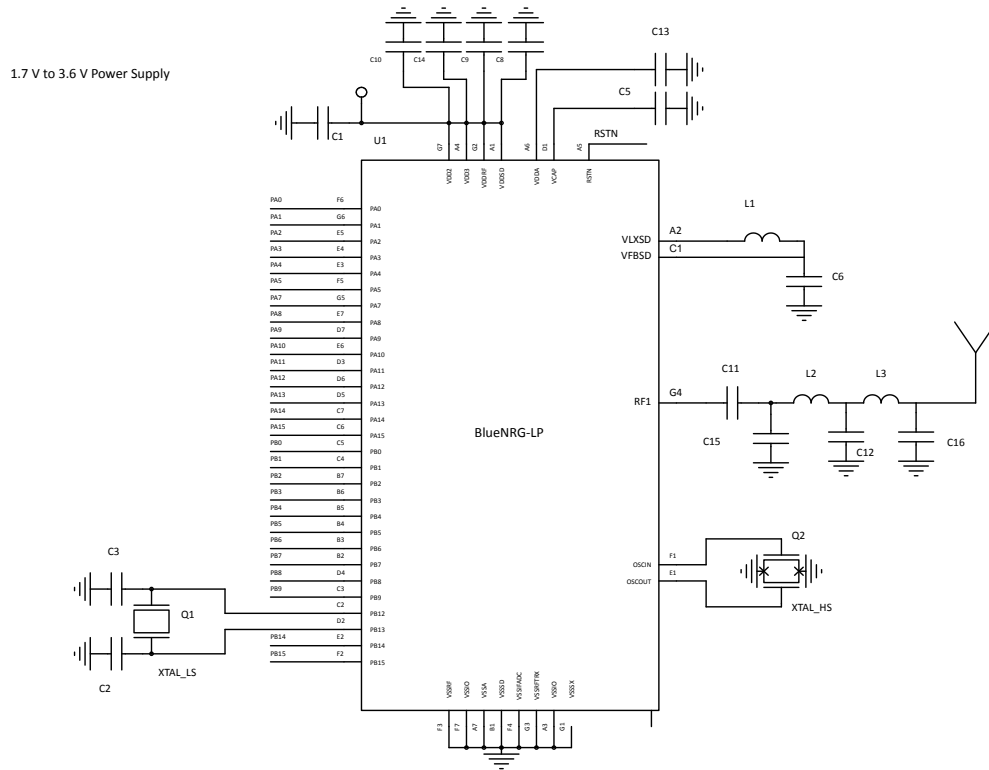 C13
C10 C14 C9 C8
1.7 V to 3.6 V Power Supply
C5
C1
U1
RSTN
G7 A4 G2 A1 A6 D1 A5
VDD2 VDD3 VDDRF VDDSD VDDA VCAP RSTN
PA0 F6 PA0
PA1 G6 PA1
PA2 E5 PA2
PA3 E4 PA3
PA4 E3 PA4
PA5 F5 PA5
PA7 G5 PA7
PA8 E7 PA8
PA9 D7 PA9
PA10 E6 PA10
PA11 D3 PA11
PA12 D6 PA12
PA13 D5 PA13
PA14 C7 PA14
PA15 C6 PA15
PB0 C5 PB0
PB1 C4 PB1
PB2 B7 PB2
PB3 B6 PB3
PB4 B5 PB4
PB5 B4 PB5
PB6 B3 PB6
PB7 B2 PB7
PB8 D4 PB8
PB9 C3 PB9
C2 PB12
D2 PB13
PB14 E2 PB14
PB15 F2 PB15
L1
VLXSD A2
VFBSD C1
C6
C11 L2 L3
RF1 G4
BlueNRG-LP
C15 C12 C16
Q2
OSCIN F1
OSCOUT E1
XTAL_HS
C3
Q1
XTAL_LS
C2
VSSRF VSSIO VSSA VSSSD VSSIFADC VSSRFTRX VSSIO VSSSX
F3 F7 A7 B1 F4 G3 A3 G1